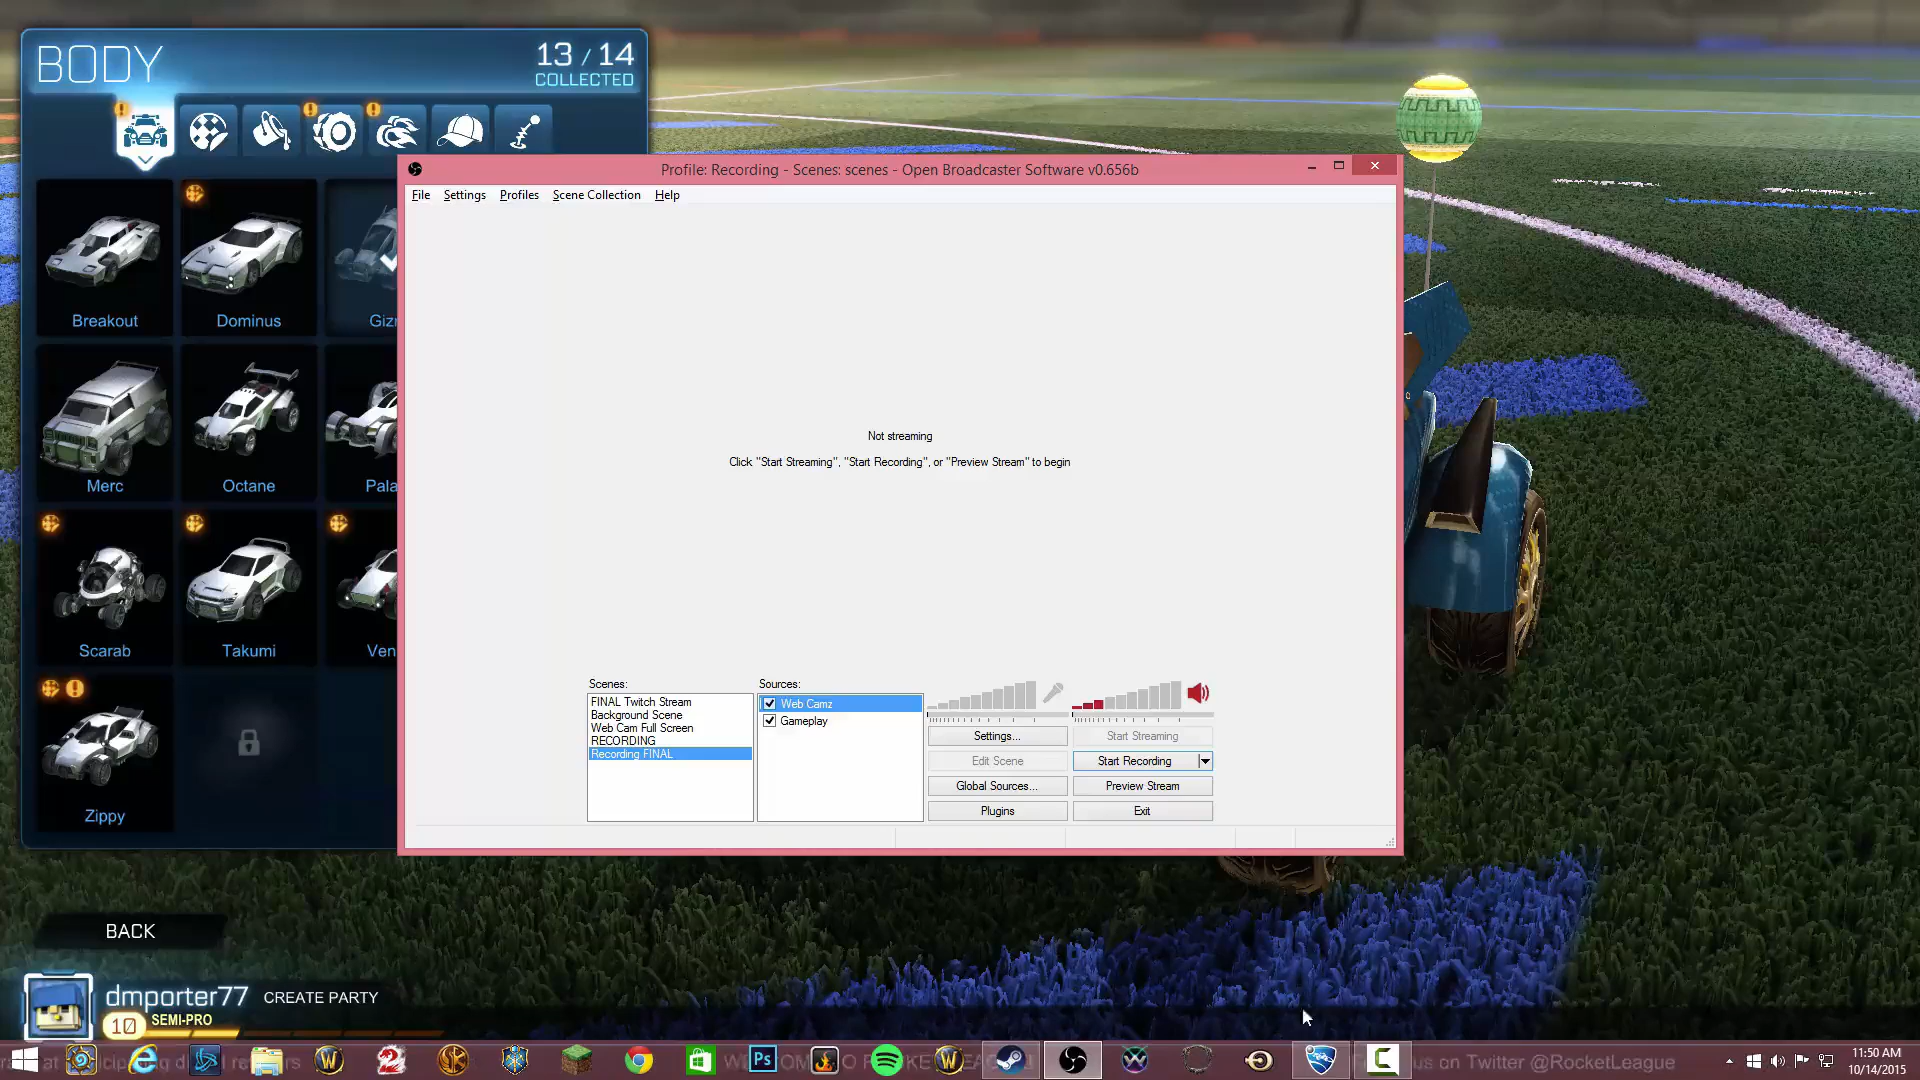 BODY
13 / 14
COLLECTED
Profile: Recording - Scenes: scenes - Open Broadcaster Software v0.656b
File Settings Profiles Scene Collection Help
Breakout
Dominus
Giz
Not streaming
Click "Start Streaming", "Start Recording", or "Preview Stream" to begin
Merc
Octane
Pala
Scarab
Takumi
Ven
Zippy
Scenes:
FINAL Twitch Stream
Background Scene
Web Cam Full Screen
RECORDING
Recording FINAL
Sources:
Web Camz
Gameplay
Settings...
Start Streaming
Edit Scene
Start Recording
Global Sources...
Preview Stream
Plugins
Exit
BACK
dmporter77 CREATE PARTY
10 SEMI-PRO
us on Twitter @RocketLeague
11:50 AM
10/14/2015